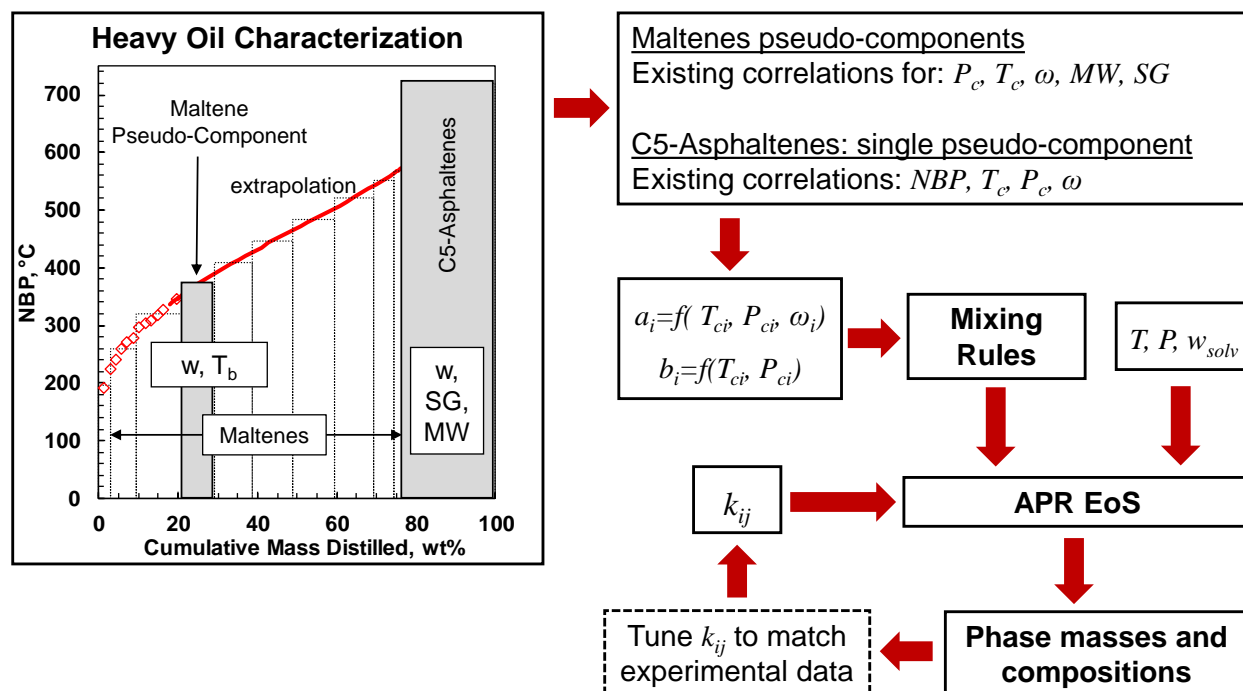 Heavy Oil Characterization
NBP, °C
700
600
500
400
300
200
100
0
0
20
40
60
80
100
Cumulative Mass Distilled, wt%
Maltene
Pseudo-Component
extrapolation
C5-Asphaltenes
w, T_b
Maltenes
w,
SG,
MW
Maltenes pseudo-components
Existing correlations for: P_c, T_c, ω, MW, SG
C5-Asphaltenes: single pseudo-component
Existing correlations: NBP, T_c, P_c, ω
a_i=f( T_ci, P_ci, ω_i)
b_i=f(T_ci, P_ci)
Mixing
Rules
T, P, w_solv
k_ij
APR EoS
Tune k_ij to match
experimental data
Phase masses and
compositions